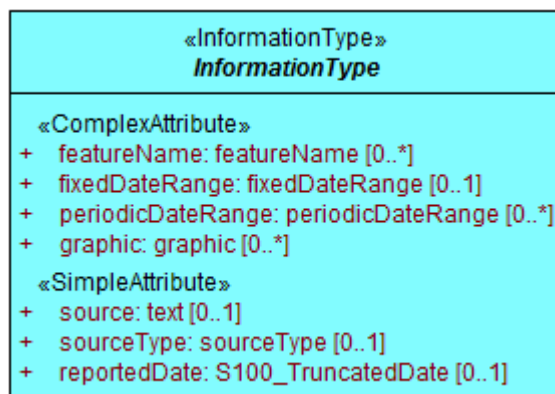 «InformationType»
InformationType
«ComplexAttribute»
+ featureName: featureName [0..*]
+ fixedDateRange: fixedDateRange [0..1]
+ periodicDateRange: periodicDateRange [0..*]
+ graphic: graphic [0..*]
«SimpleAttribute»
+ source: text [0..1]
+ sourceType: sourceType [0..1]
+ reportedDate: S100_TruncatedDate [0..1]